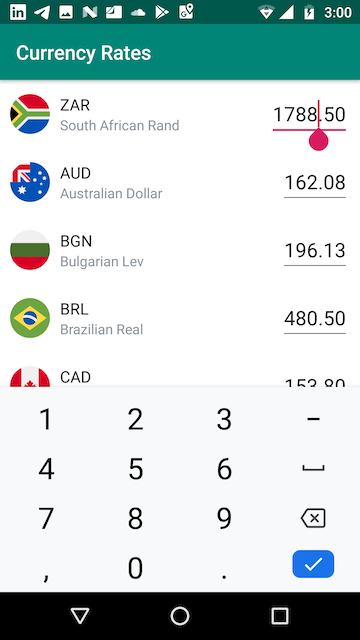 3:00
Currency Rates
ZAR
South African Rand
1788.50
AUD
Australian Dollar
162.08
BGN
Bulgarian Lev
196.13
BRL
Brazilian Real
480.50
CAD
153.80
1 2 3 -
4 5 6
7 8 9
, 0 .